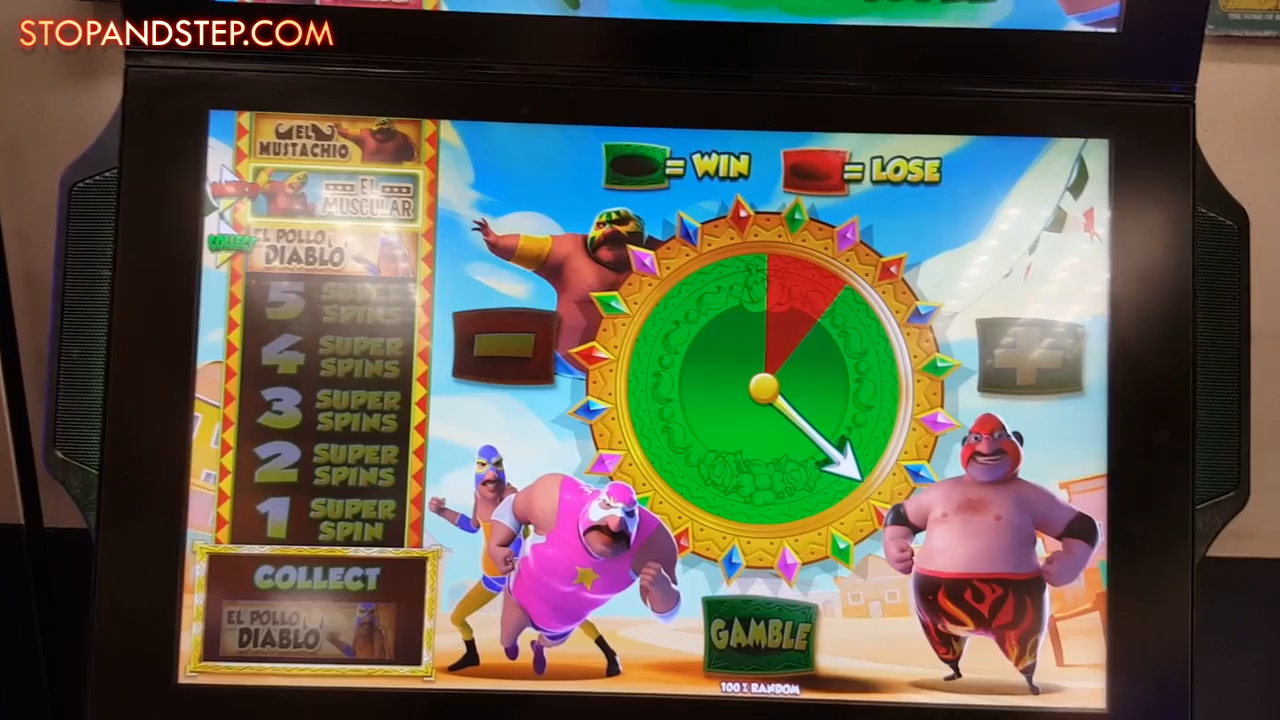 STOPANDSTEP.COM
EL
MUSTACHIO
EL
MUSCULAR
COLLECT
EL POLLO
DIABLO
5 SUPER
SPINS
4 SUPER
SPINS
3 SUPER
SPINS
2 SUPER
SPINS
1 SUPER
SPIN
COLLECT
EL POLLO
DIABLO
= WIN
= LOSE
-
+
GAMBLE
100% RANDOM